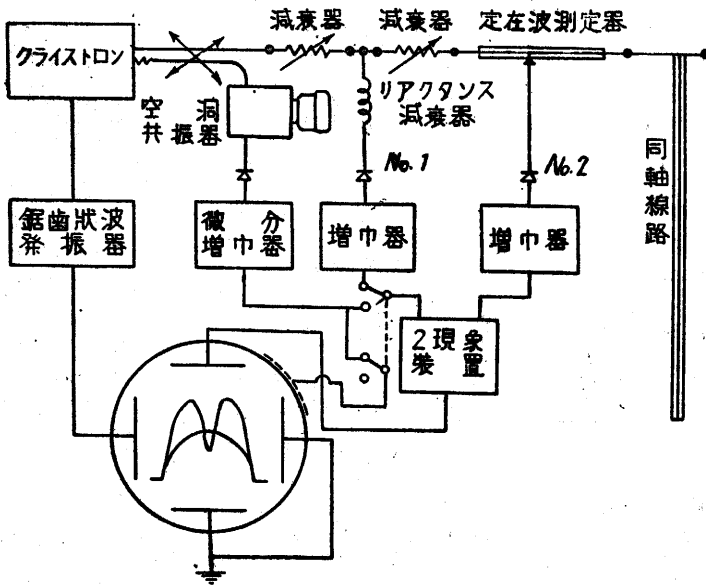 減衰器
減衰器
定在波測定器
クライストロン
空洞
共振器
リアクタンス
減衰器
No.1
No.2
同軸線路
鋸歯狀波
発振器
微分
増巾器
増巾器
増巾器
2現象
装置